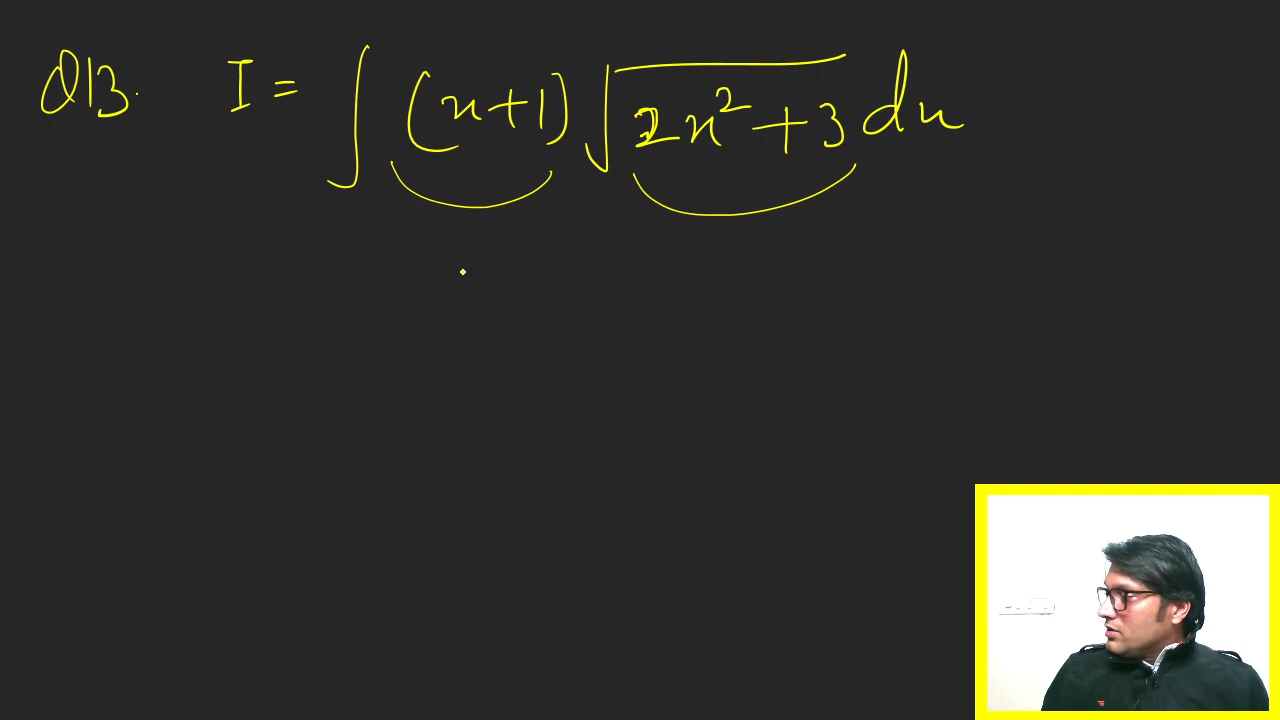 Q13. I = ∫ (x+1) √(2x²+3) dx